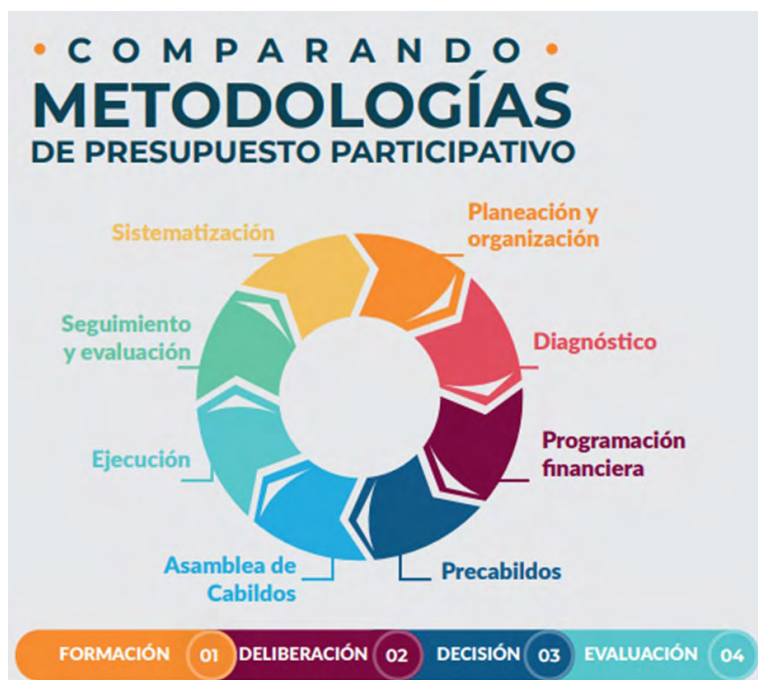 • COMPARANDO •
METODOLOGÍAS
DE PRESUPUESTO PARTICIPATIVO
Sistematización
Planeación y
organización
Seguimiento
y evaluación
Diagnóstico
Ejecución
Programación
financiera
Asamblea de
Cabildos
Precabildos
FORMACIÓN 01 DELIBERACIÓN 02 DECISIÓN 03 EVALUACIÓN 04